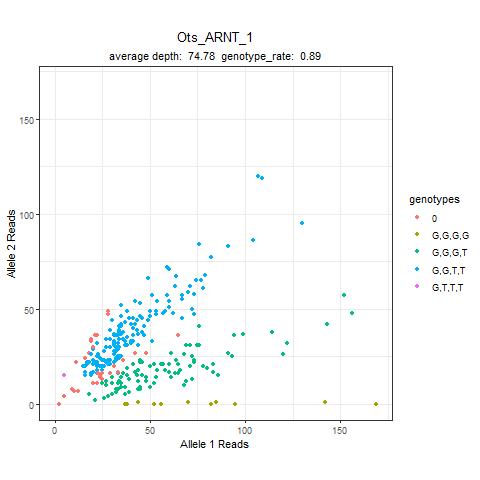 Ots_ARNT_1
average depth: 74.78 genotype_rate: 0.89
150
100
50
0
Allele 2 Reads
0
50
100
150
Allele 1 Reads
genotypes
0
G,G,G,G
G,G,G,T
G,G,T,T
G,T,T,T